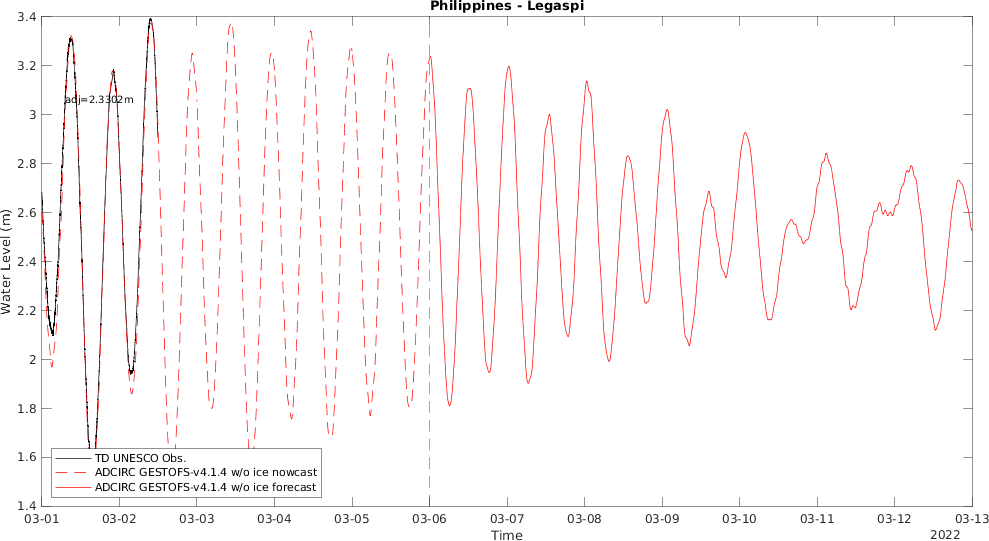 Philippines - Legaspi
3.4
3.2
3
2.8
2.6
2.4
2.2
2
1.8
1.6
1.4
Water Level (m)
adj=2.3302m
TD UNESCO Obs.
ADCIRC GESTOFS-v4.1.4 w/o ice nowcast
ADCIRC GESTOFS-v4.1.4 w/o ice forecast
03-01 03-02 03-03 03-04 03-05 03-06 03-07 03-08 03-09 03-10 03-11 03-12 03-13
Time
2022